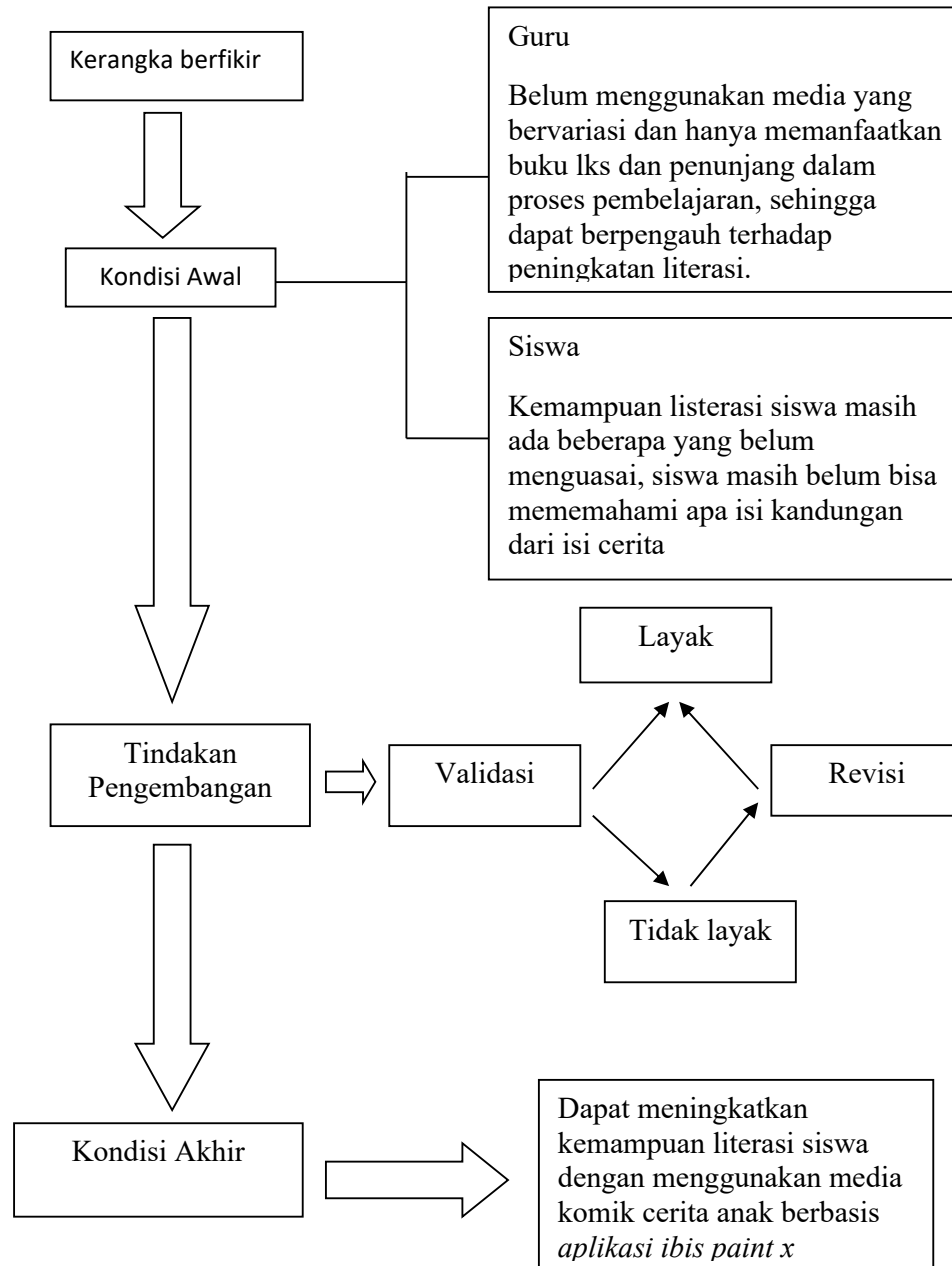 Kerangka berfikir
Guru
Belum menggunakan media yang
bervariasi dan hanya memanfaatkan
buku lks dan penunjang dalam
proses pembelajaran, sehingga
dapat berpengauh terhadap
peningkatan literasi.
Kondisi Awal
Siswa
Kemampuan listerasi siswa masih
ada beberapa yang belum
menguasai, siswa masih belum bisa
mememahami apa isi kandungan
dari isi cerita
Layak
Tindakan
Pengembangan
Validasi
Revisi
Tidak layak
Kondisi Akhir
Dapat meningkatkan
kemampuan literasi siswa
dengan menggunakan media
komik cerita anak berbasis
aplikasi ibis paint x